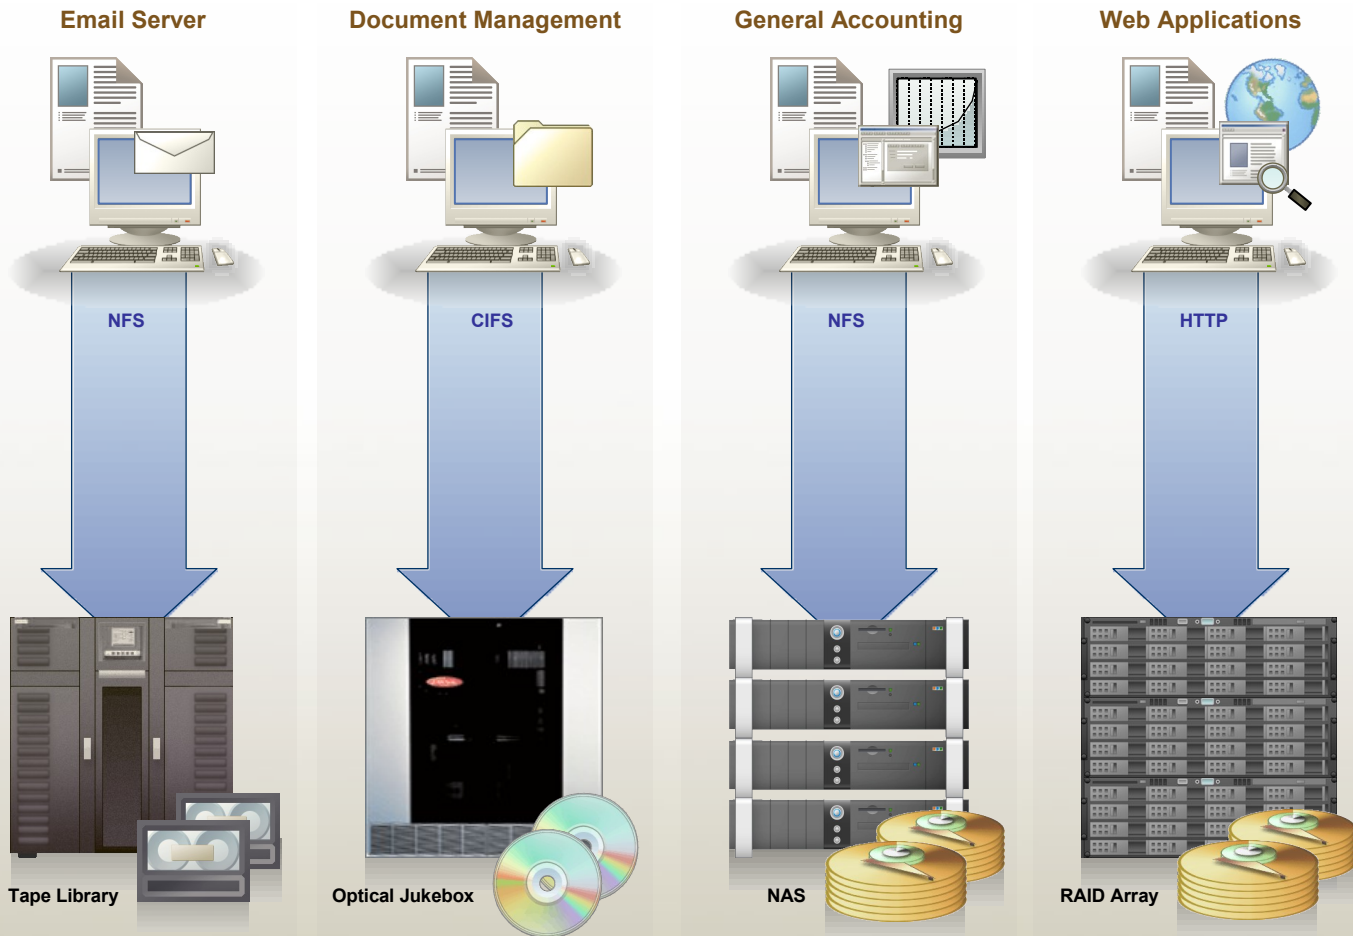 Email Server
Document Management
General Accounting
Web Applications
NFS
CIFS
NFS
HTTP
Tape Library
Optical Jukebox
NAS
RAID Array